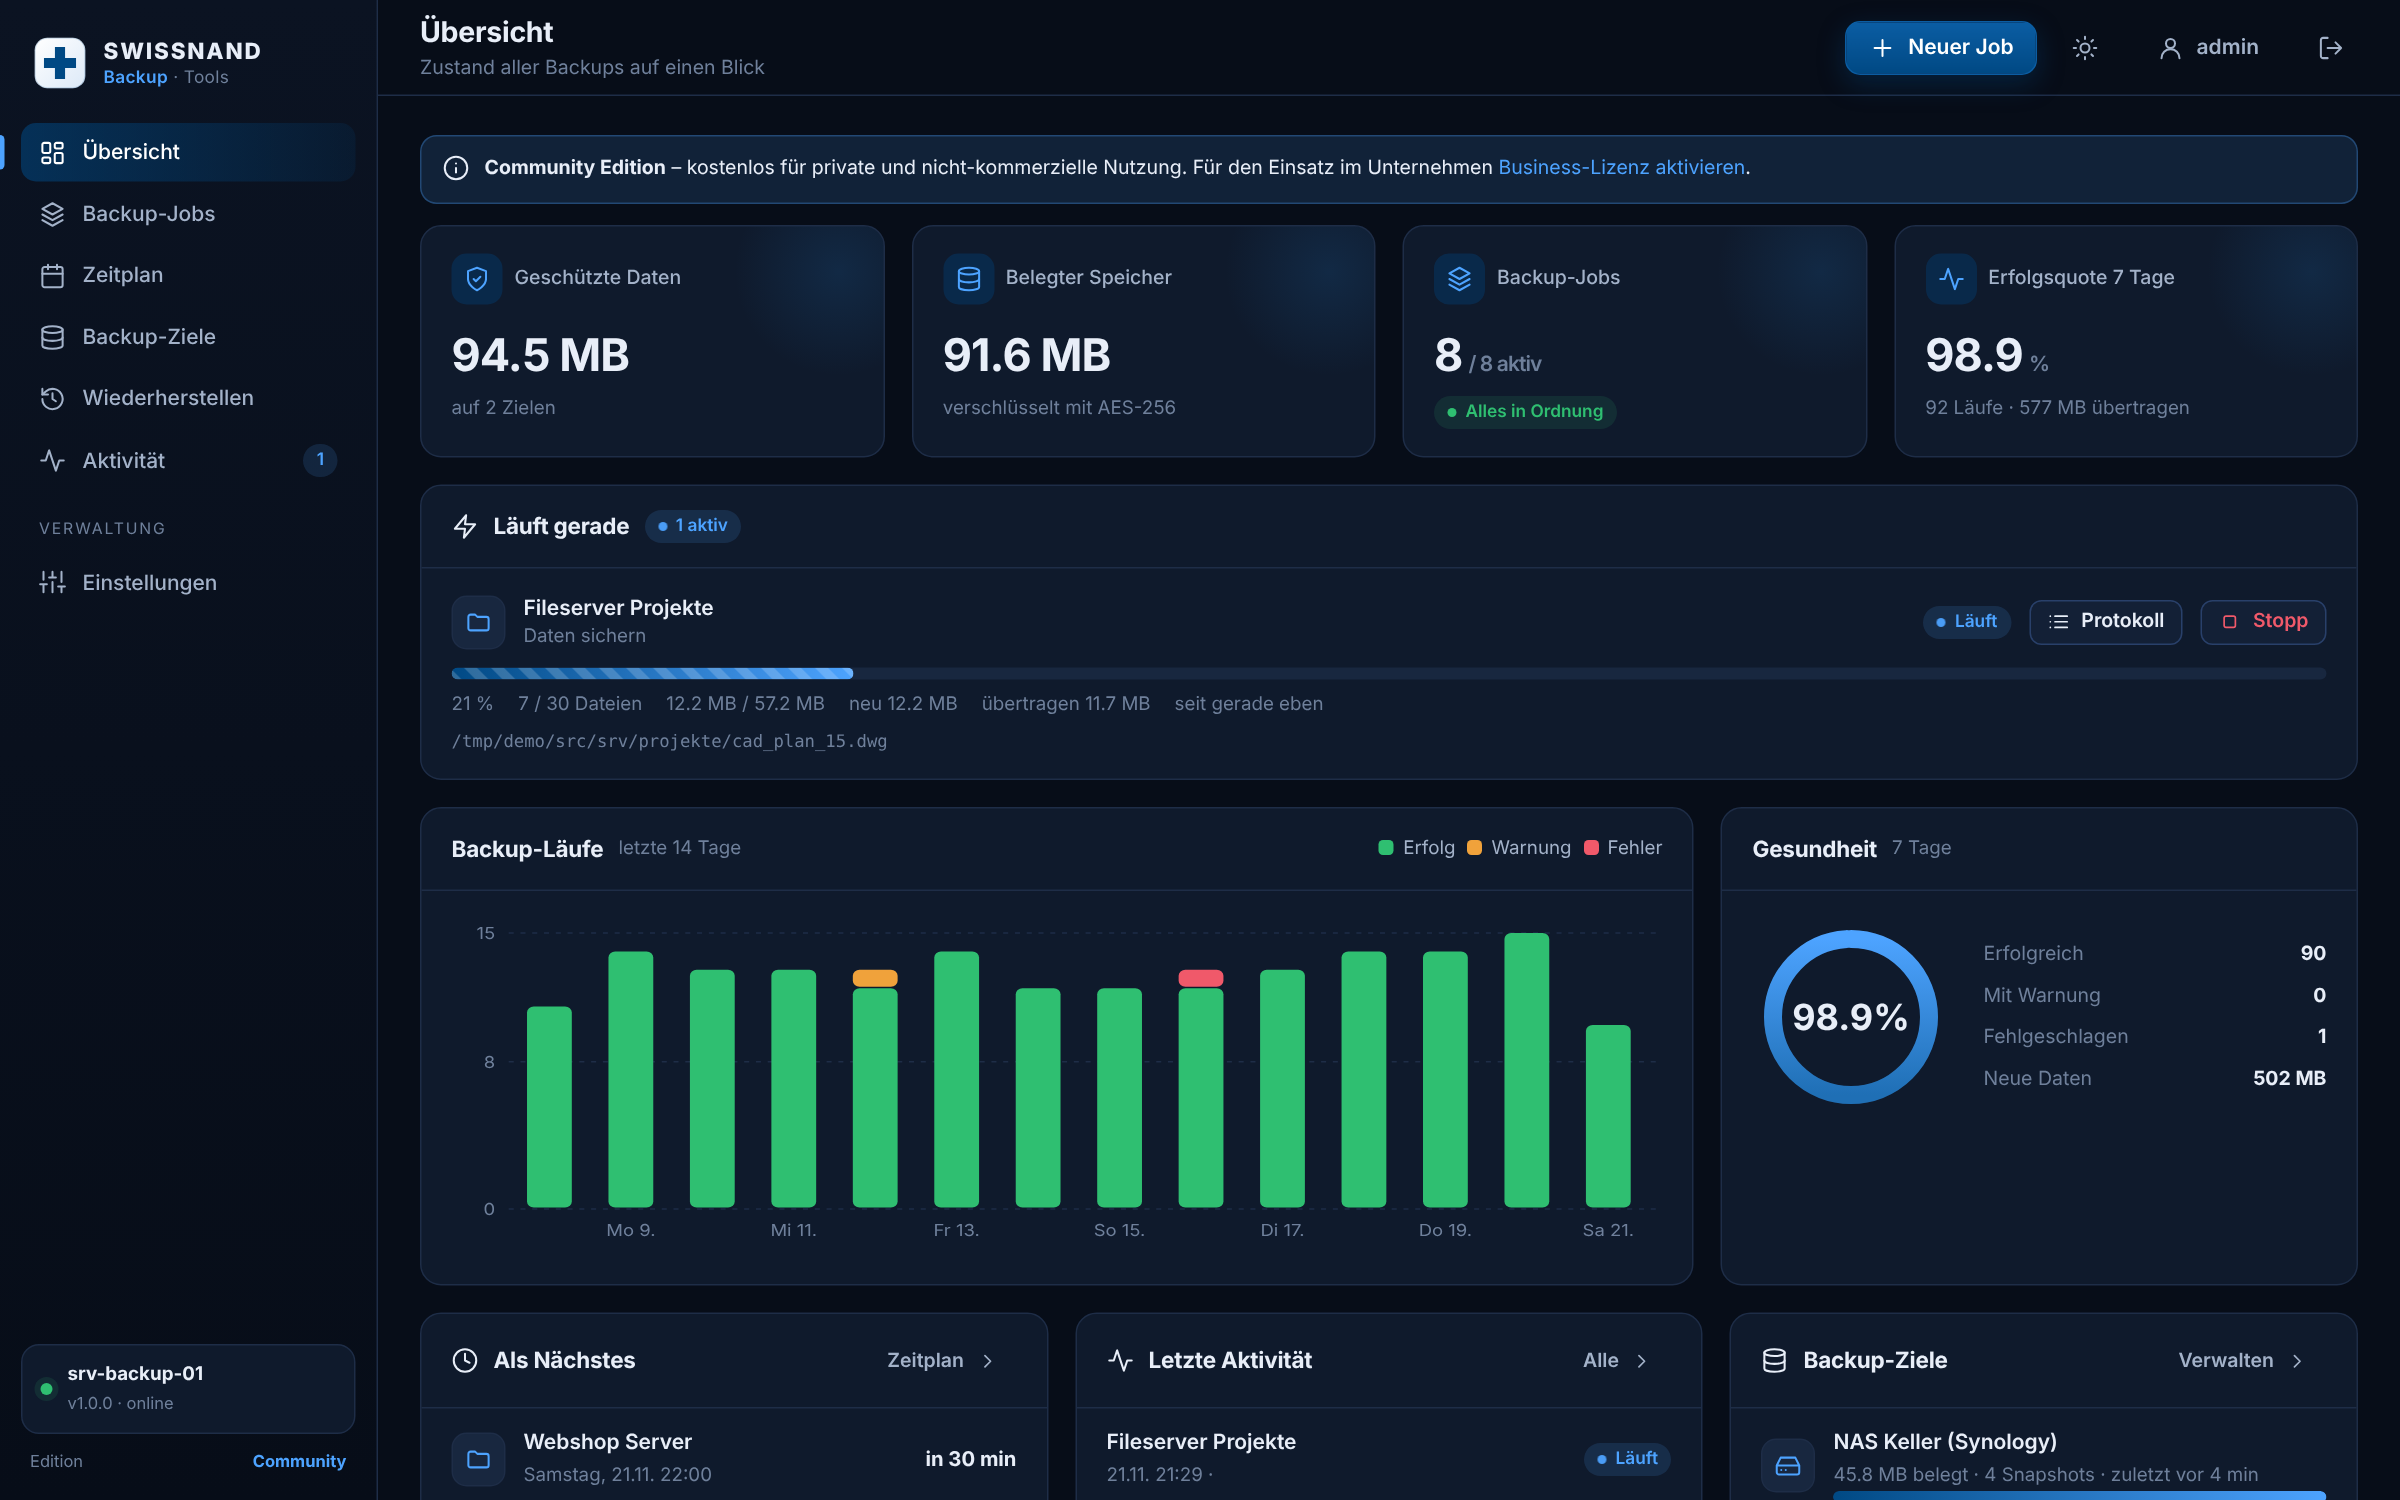 SWISSNAND
Backup · Tools
Übersicht
Backup-Jobs
Zeitplan
Backup-Ziele
Wiederherstellen
Aktivität 1
VERWALTUNG
Einstellungen
srv-backup-01
v1.0.0 · online
Edition Community
Übersicht
Zustand aller Backups auf einen Blick
Neuer Job
admin
Community Edition – kostenlos für private und nicht-kommerzielle Nutzung. Für den Einsatz im Unternehmen Business-Lizenz aktivieren.
Geschützte Daten
94.5 MB
auf 2 Zielen
Belegter Speicher
91.6 MB
verschlüsselt mit AES-256
Backup-Jobs
8 / 8 aktiv
Alles in Ordnung
Erfolgsquote 7 Tage
98.9 %
92 Läufe · 577 MB übertragen
Läuft gerade 1 aktiv
Fileserver Projekte
Daten sichern
Läuft Protokoll Stopp
21 % 7 / 30 Dateien 12.2 MB / 57.2 MB neu 12.2 MB übertragen 11.7 MB seit gerade eben
/tmp/demo/src/srv/projekte/cad_plan_15.dwg
Backup-Läufe letzte 14 Tage
Erfolg Warnung Fehler
15
8
0
Mo 9. Mi 11. Fr 13. So 15. Di 17. Do 19. Sa 21.
Gesundheit 7 Tage
98.9%
Erfolgreich 90
Mit Warnung 0
Fehlgeschlagen 1
Neue Daten 502 MB
Als Nächstes Zeitplan
Webshop Server
Samstag, 21.11. 22:00
in 30 min
Letzte Aktivität Alle
Fileserver Projekte
21.11. 21:29 ·
Läuft
Backup-Ziele Verwalten
NAS Keller (Synology)
45.8 MB belegt · 4 Snapshots · zuletzt vor 4 min